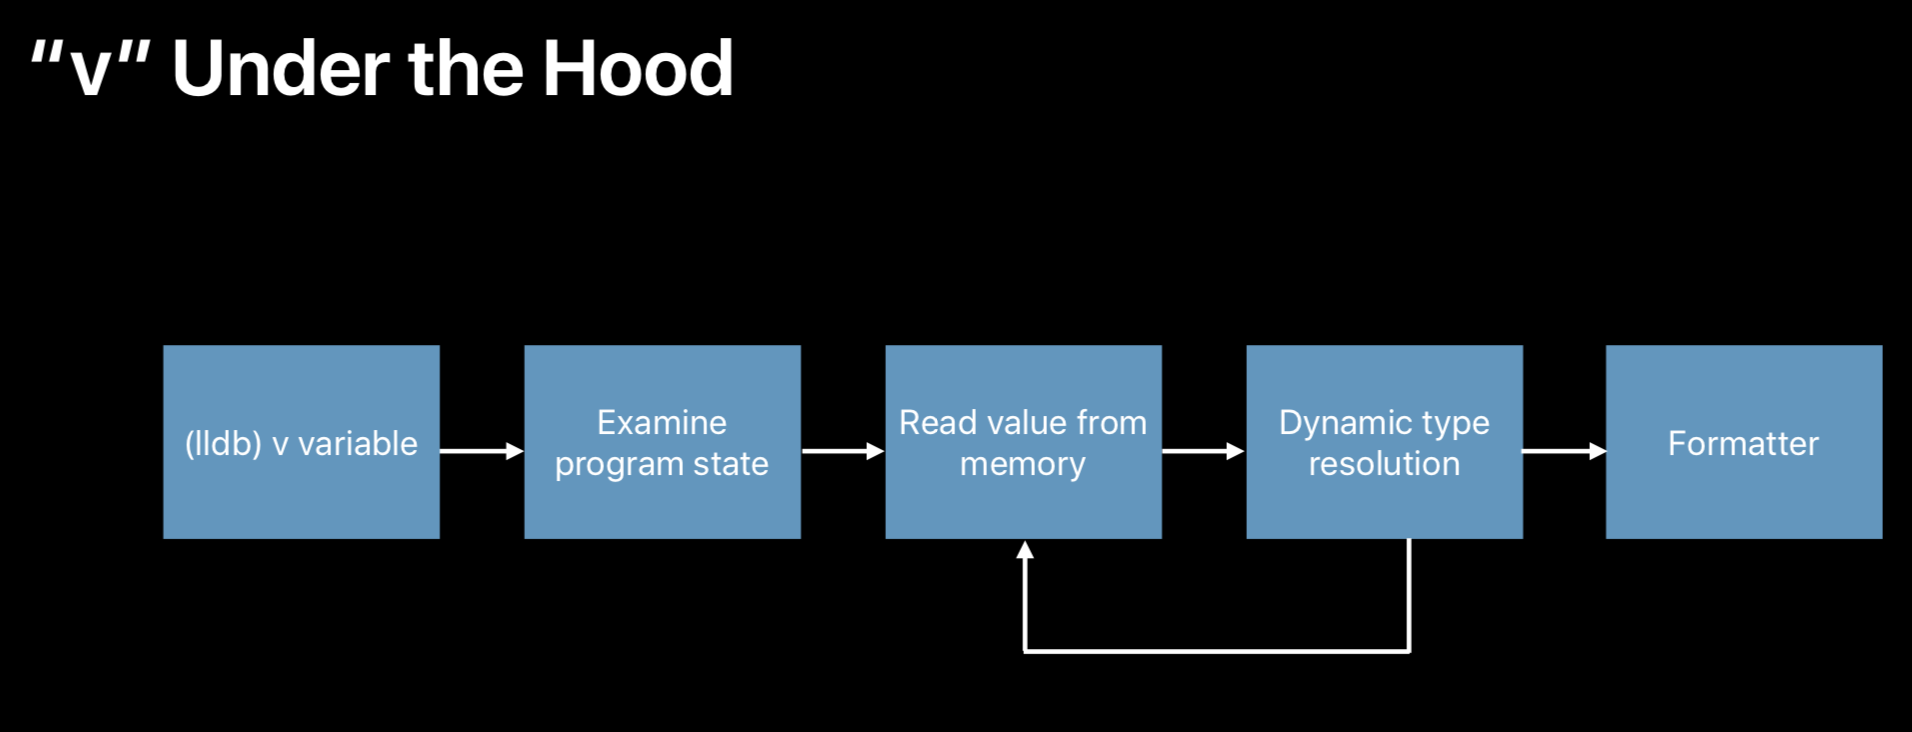 “v” Under the Hood
(lldb) v variable
Examine
program state
Read value from
memory
Dynamic type
resolution
Formatter